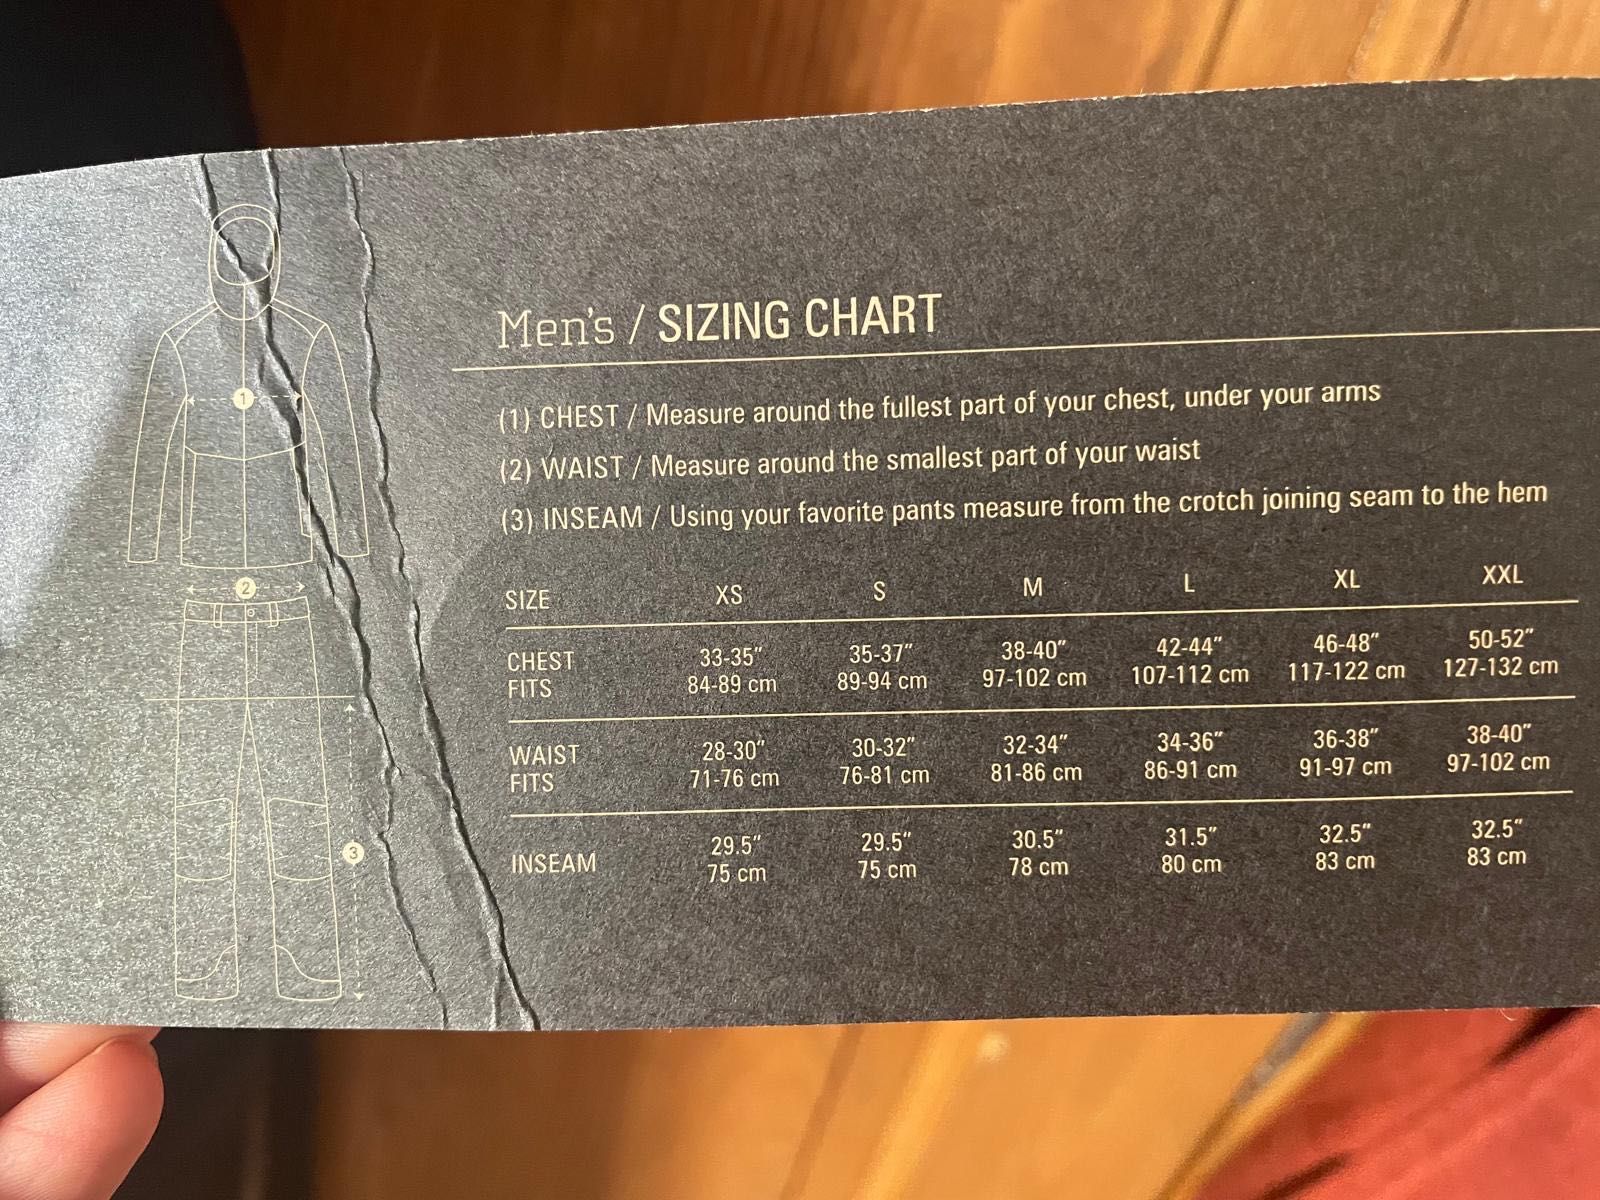 Men's / SIZING CHART
(1) CHEST / Measure around the fullest part of your chest, under your arms
(2) WAIST / Measure around the smallest part of your waist
(3) INSEAM / Using your favorite pants measure from the crotch joining seam to the hem
SIZE XS S M L XL XXL
CHEST FITS 33-35" 35-37" 38-40" 42-44" 46-48" 50-52"
84-89 cm 89-94 cm 97-102 cm 107-112 cm 117-122 cm 127-132 cm
WAIST FITS 28-30" 30-32" 32-34" 34-36" 36-38" 38-40"
71-76 cm 76-81 cm 81-86 cm 86-91 cm 91-97 cm 97-102 cm
INSEAM 29.5" 29.5" 30.5" 31.5" 32.5" 32.5"
75 cm 75 cm 78 cm 80 cm 83 cm 83 cm
1
2
3